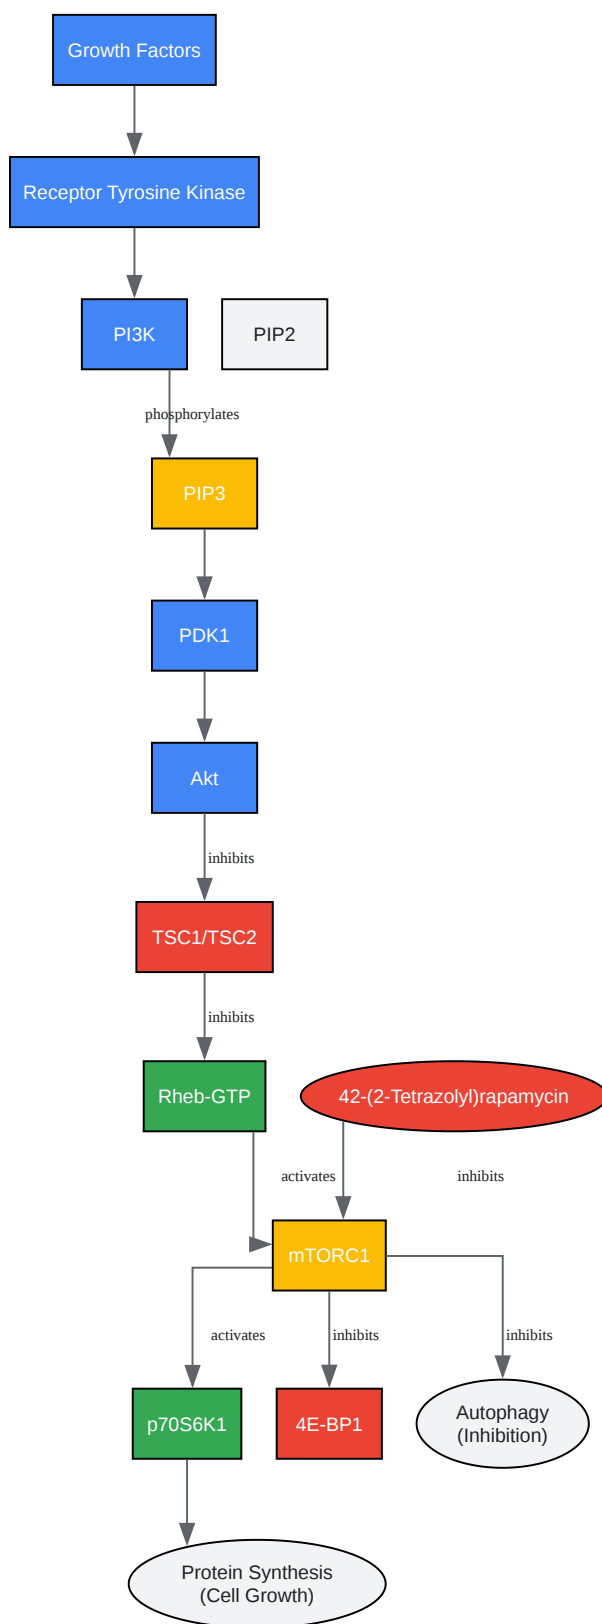 Growth Factors
Receptor Tyrosine Kinase
PI3K
PIP2
phosphorylates
PIP3
PDK1
Akt
inhibits
TSC1/TSC2
inhibits
Rheb-GTP
42-(2-Tetrazolyl)rapamycin
activates
inhibits
mTORC1
activates
inhibits
inhibits
p70S6K1
4E-BP1
Autophagy
(Inhibition)
Protein Synthesis
(Cell Growth)